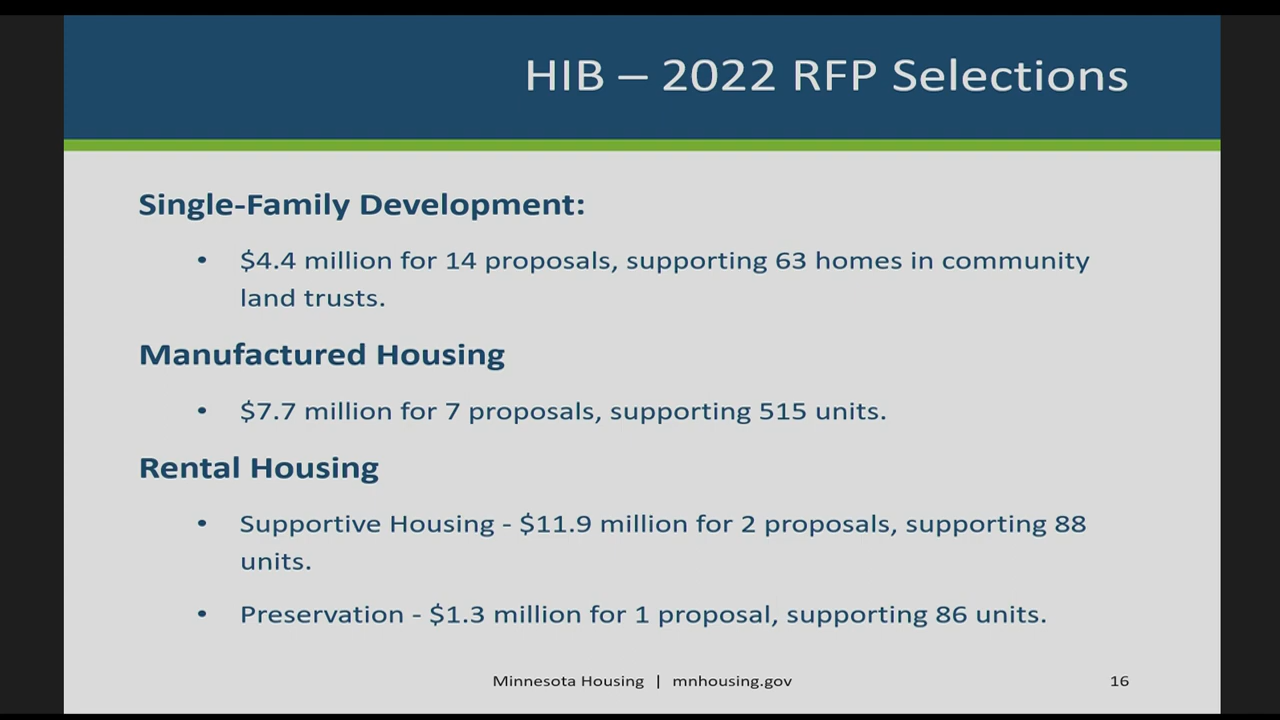 HIB – 2022 RFP Selections
Single-Family Development:
• $4.4 million for 14 proposals, supporting 63 homes in community
land trusts.
Manufactured Housing
• $7.7 million for 7 proposals, supporting 515 units.
Rental Housing
• Supportive Housing - $11.9 million for 2 proposals, supporting 88
units.
• Preservation - $1.3 million for 1 proposal, supporting 86 units.
Minnesota Housing | mnhousing.gov 16